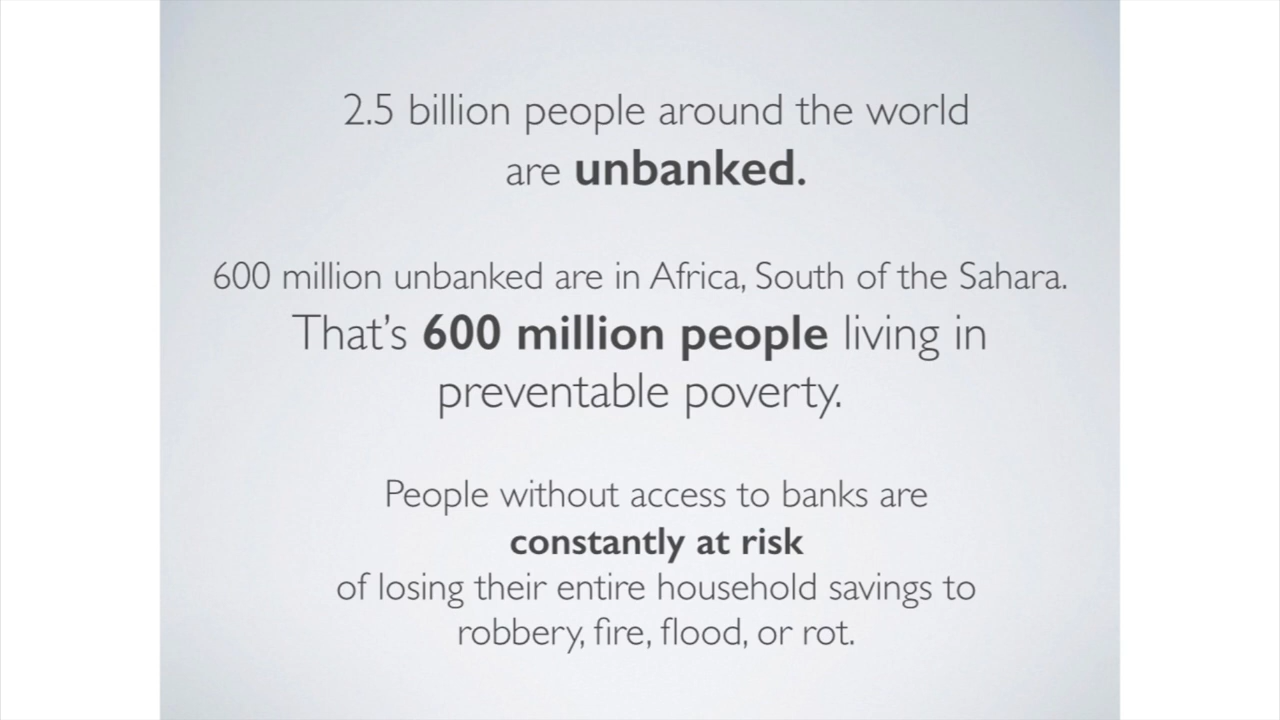 2.5 billion people around the world
are unbanked.
600 million unbanked are in Africa, South of the Sahara.
That’s 600 million people living in
preventable poverty.
People without access to banks are
constantly at risk
of losing their entire household savings to
robbery, fire, flood, or rot.